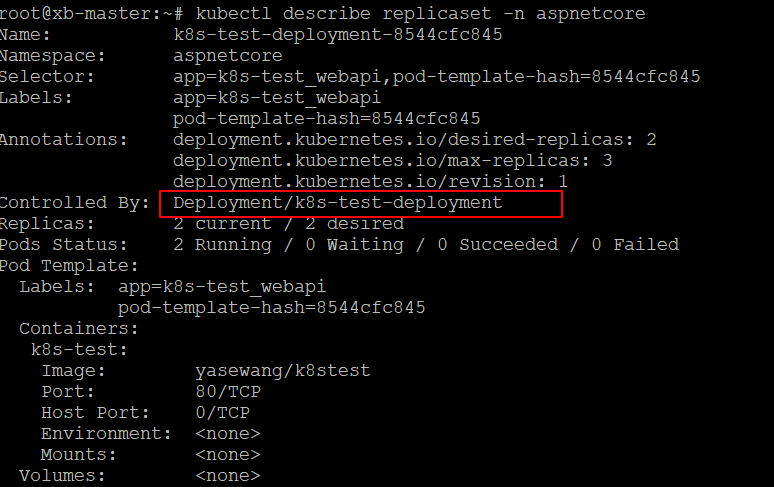 root@xb-master:~# kubectl describe replicaset -n aspnetcore
Name:           k8s-test-deployment-8544cfc845
Namespace:      aspnetcore
Selector:       app=k8s-test_webapi,pod-template-hash=8544cfc845
Labels:         app=k8s-test_webapi
                pod-template-hash=8544cfc845
Annotations:    deployment.kubernetes.io/desired-replicas: 2
                deployment.kubernetes.io/max-replicas: 3
                deployment.kubernetes.io/revision: 1
Controlled By:  Deployment/k8s-test-deployment
Replicas:       2 current / 2 desired
Pods Status:    2 Running / 0 Waiting / 0 Succeeded / 0 Failed
Pod Template:
  Labels:  app=k8s-test_webapi
           pod-template-hash=8544cfc845
  Containers:
   k8s-test:
    Image:        yasewang/k8stest
    Port:         80/TCP
    Host Port:    0/TCP
    Environment:  <none>
    Mounts:       <none>
  Volumes:        <none>